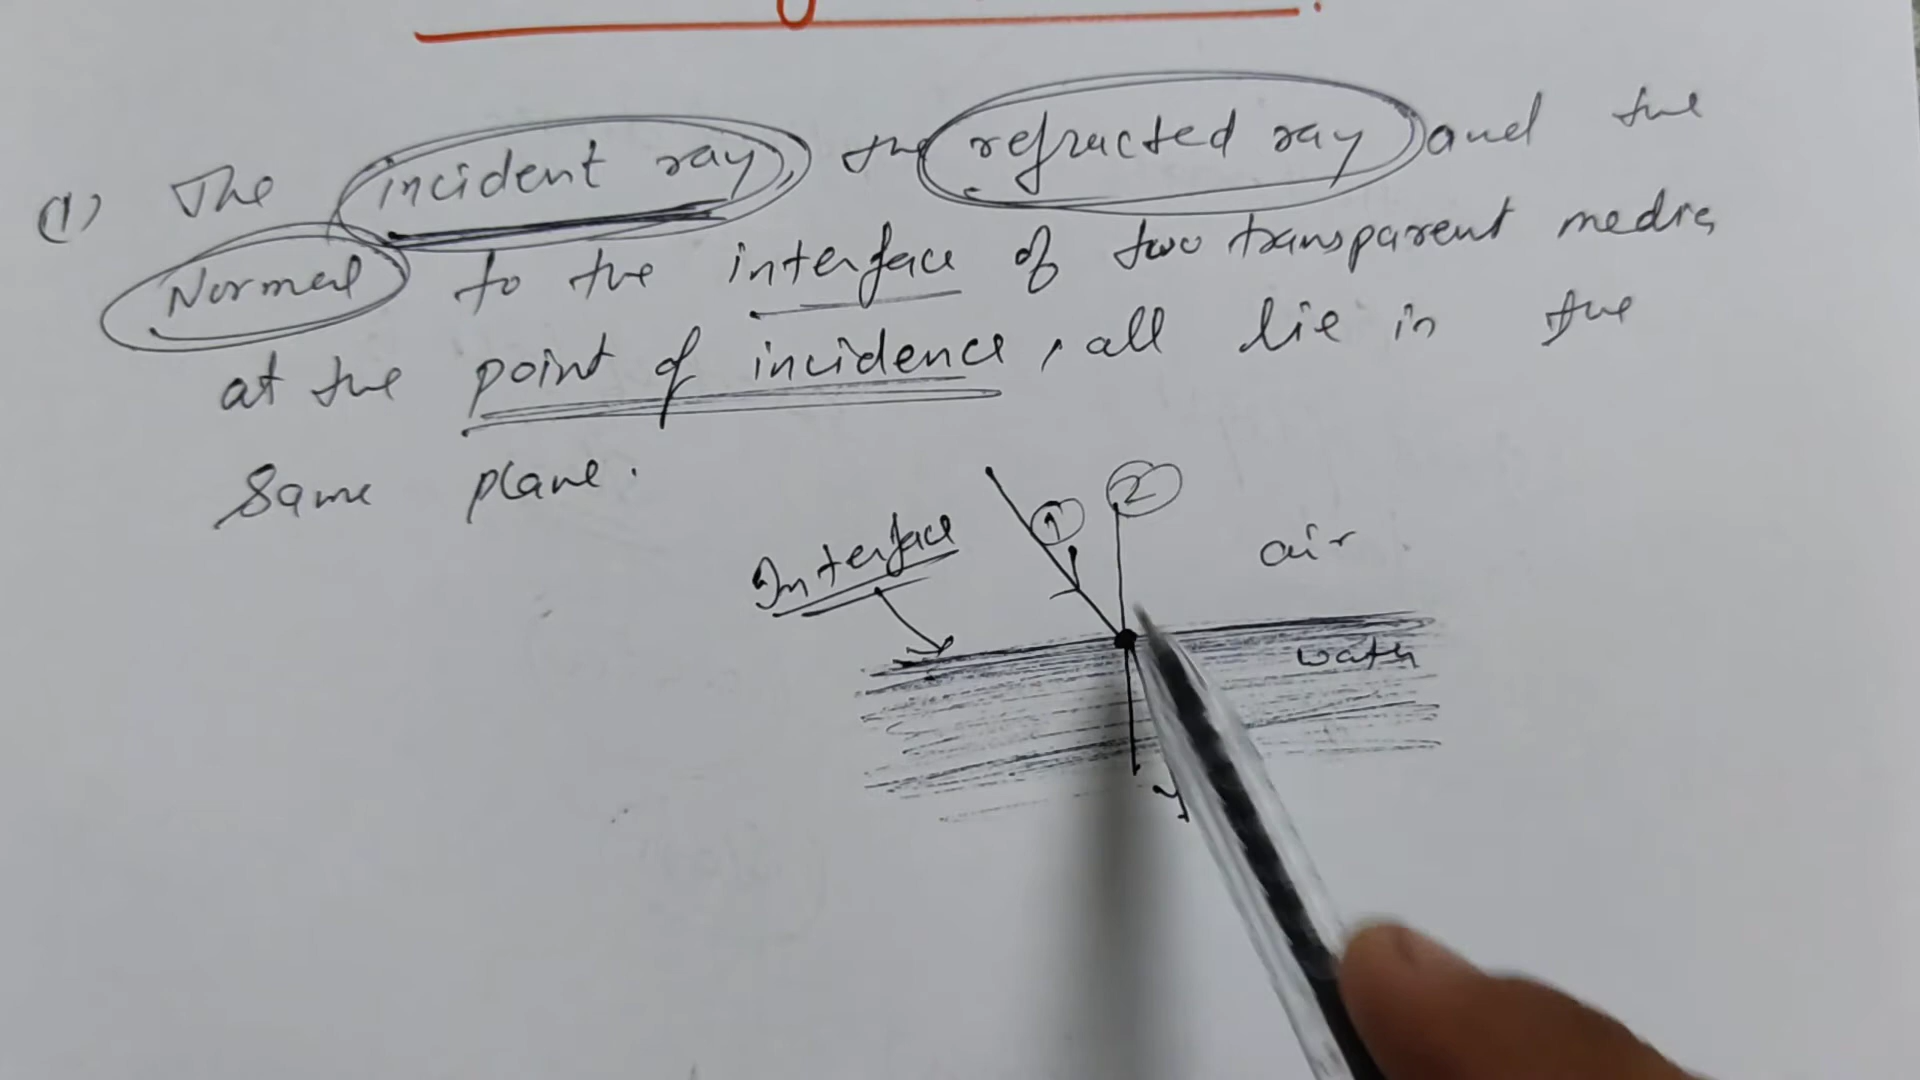 (1) The incident ray, the refracted ray and the
Normal to the interface of two transparent media
at the point of incidence, all lie in the
same plane.
1
2
Interface
air
water